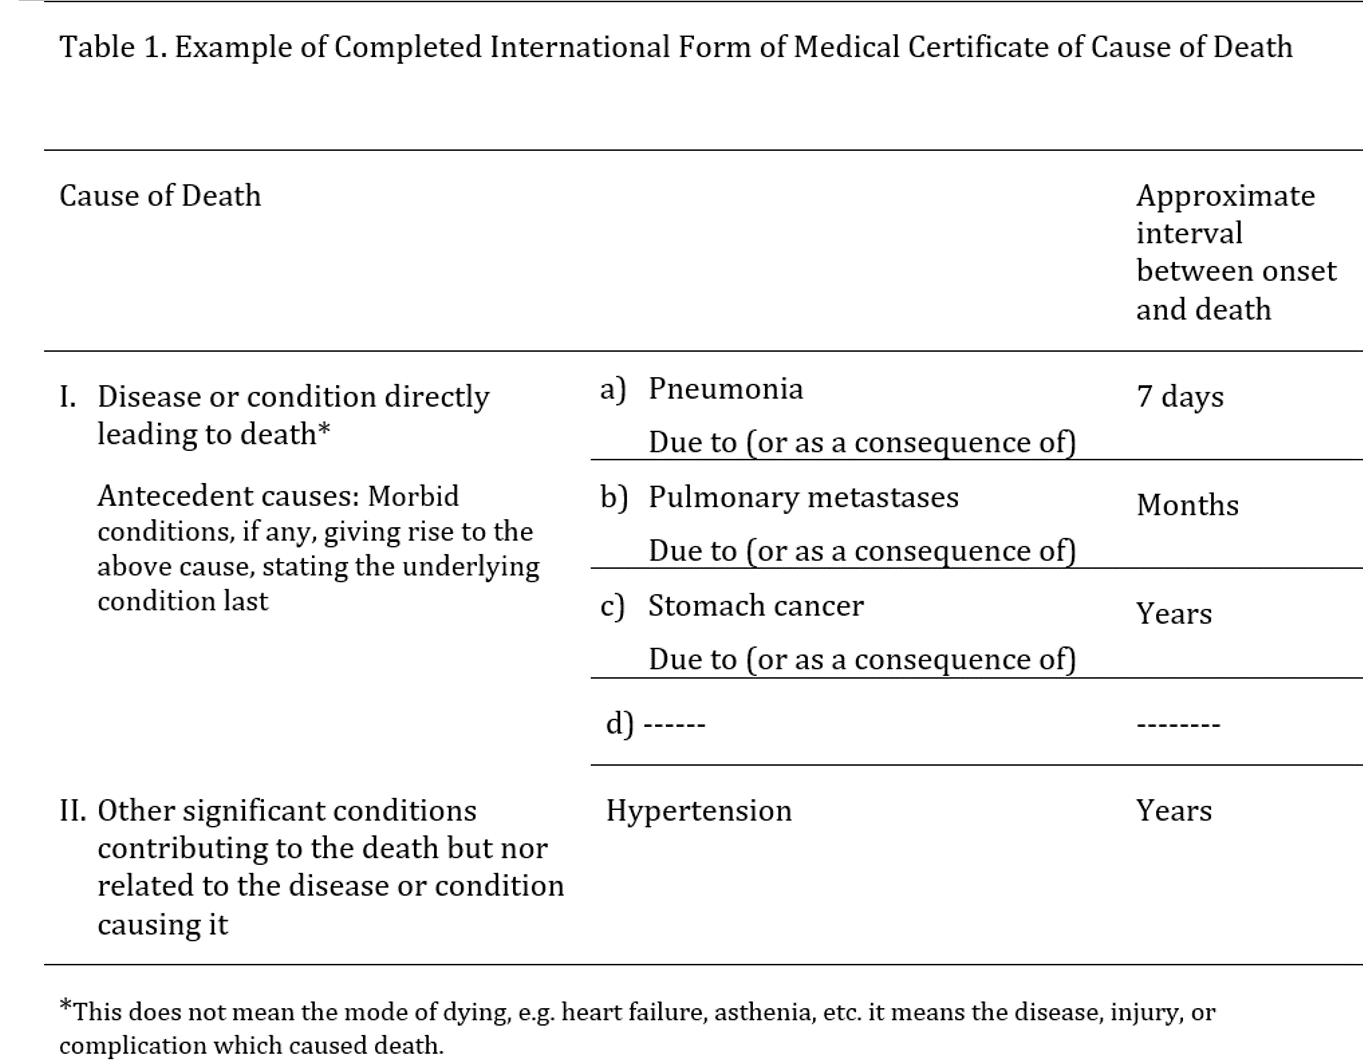 Table 1. Example of Completed International Form of Medical Certificate of Cause of Death
Cause of Death
Approximate
interval
between onset
and death
I. Disease or condition directly
leading to death*
a) Pneumonia
7 days
Due to (or as a consequence of)
Antecedent causes: Morbid
conditions, if any, giving rise to the
above cause, stating the underlying
condition last
b) Pulmonary metastases
Months
Due to (or as a consequence of)
c) Stomach cancer
Years
Due to (or as a consequence of)
d) ------
--------
II. Other significant conditions
contributing to the death but nor
related to the disease or condition
causing it
Hypertension
Years
*This does not mean the mode of dying, e.g. heart failure, asthenia, etc. it means the disease, injury, or
complication which caused death.